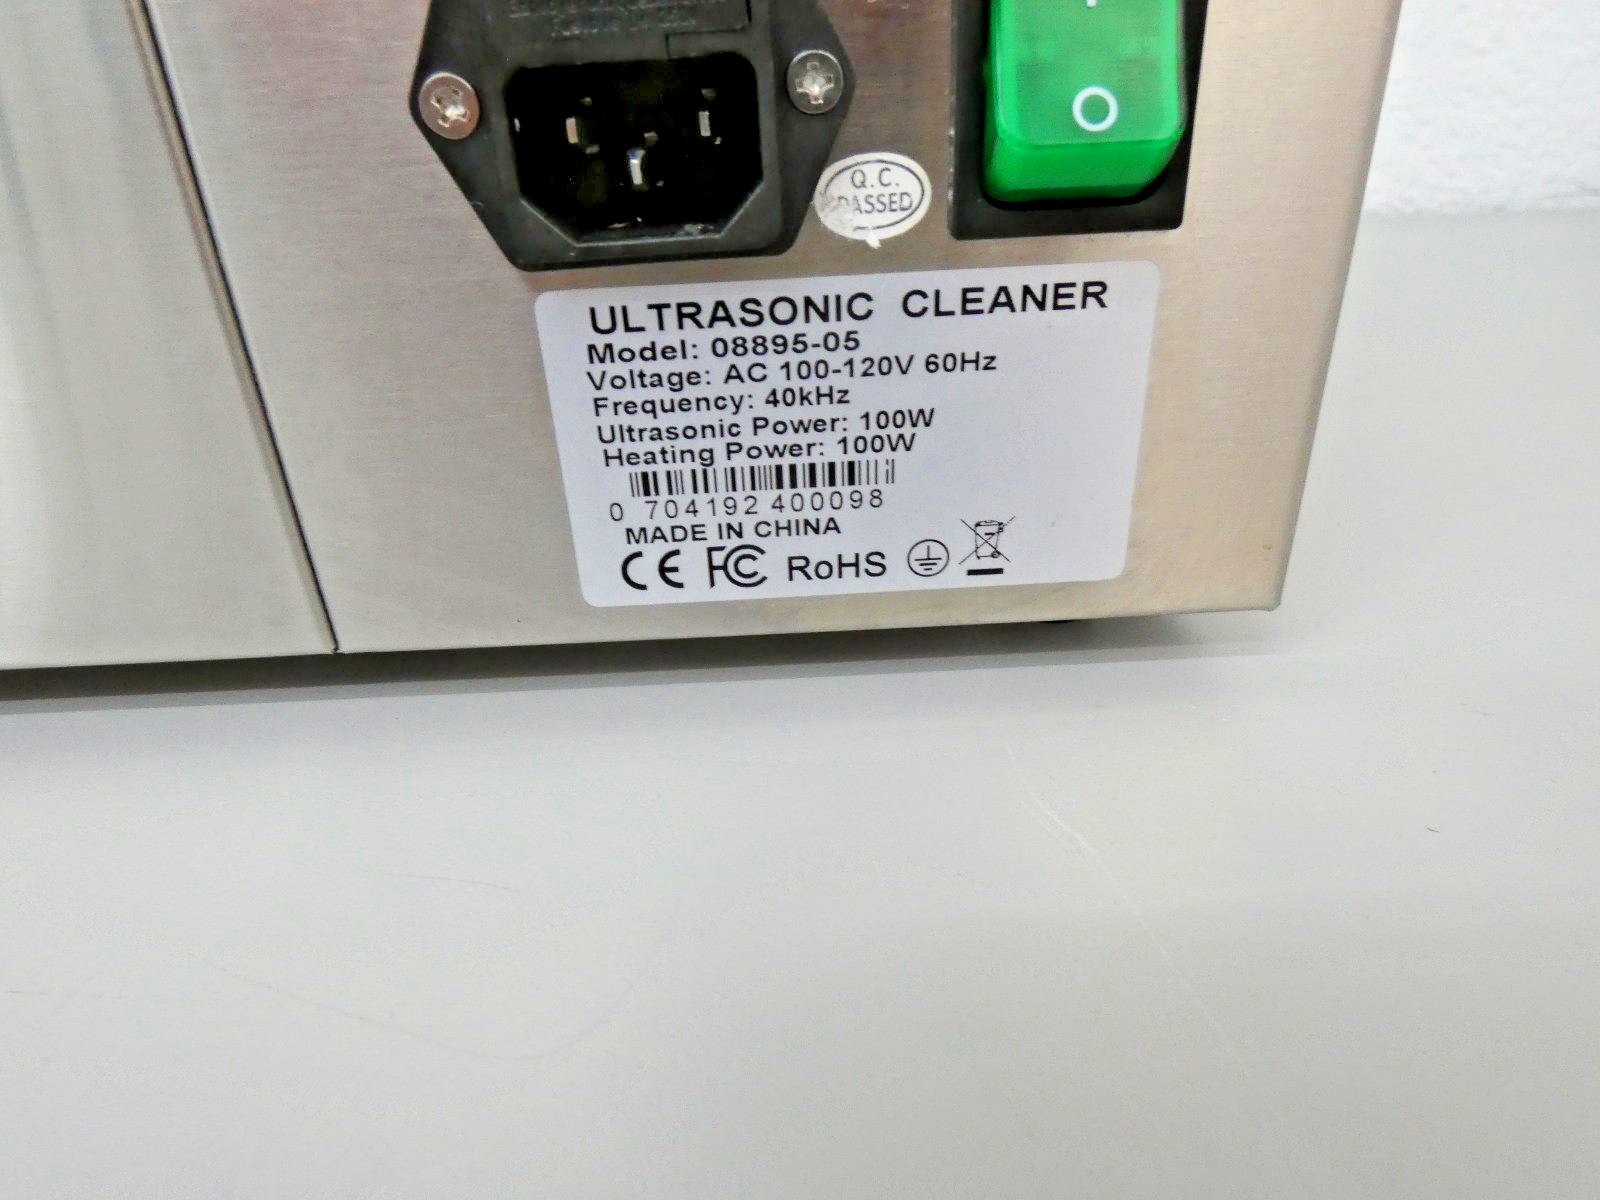 Q.C.
PASSED
ULTRASONIC CLEANER
Model: 08895-05
Voltage: AC 100-120V 60Hz
Frequency: 40kHz
Ultrasonic Power: 100W
Heating Power: 100W
0 704192 400098
MADE IN CHINA
CE FC RoHS